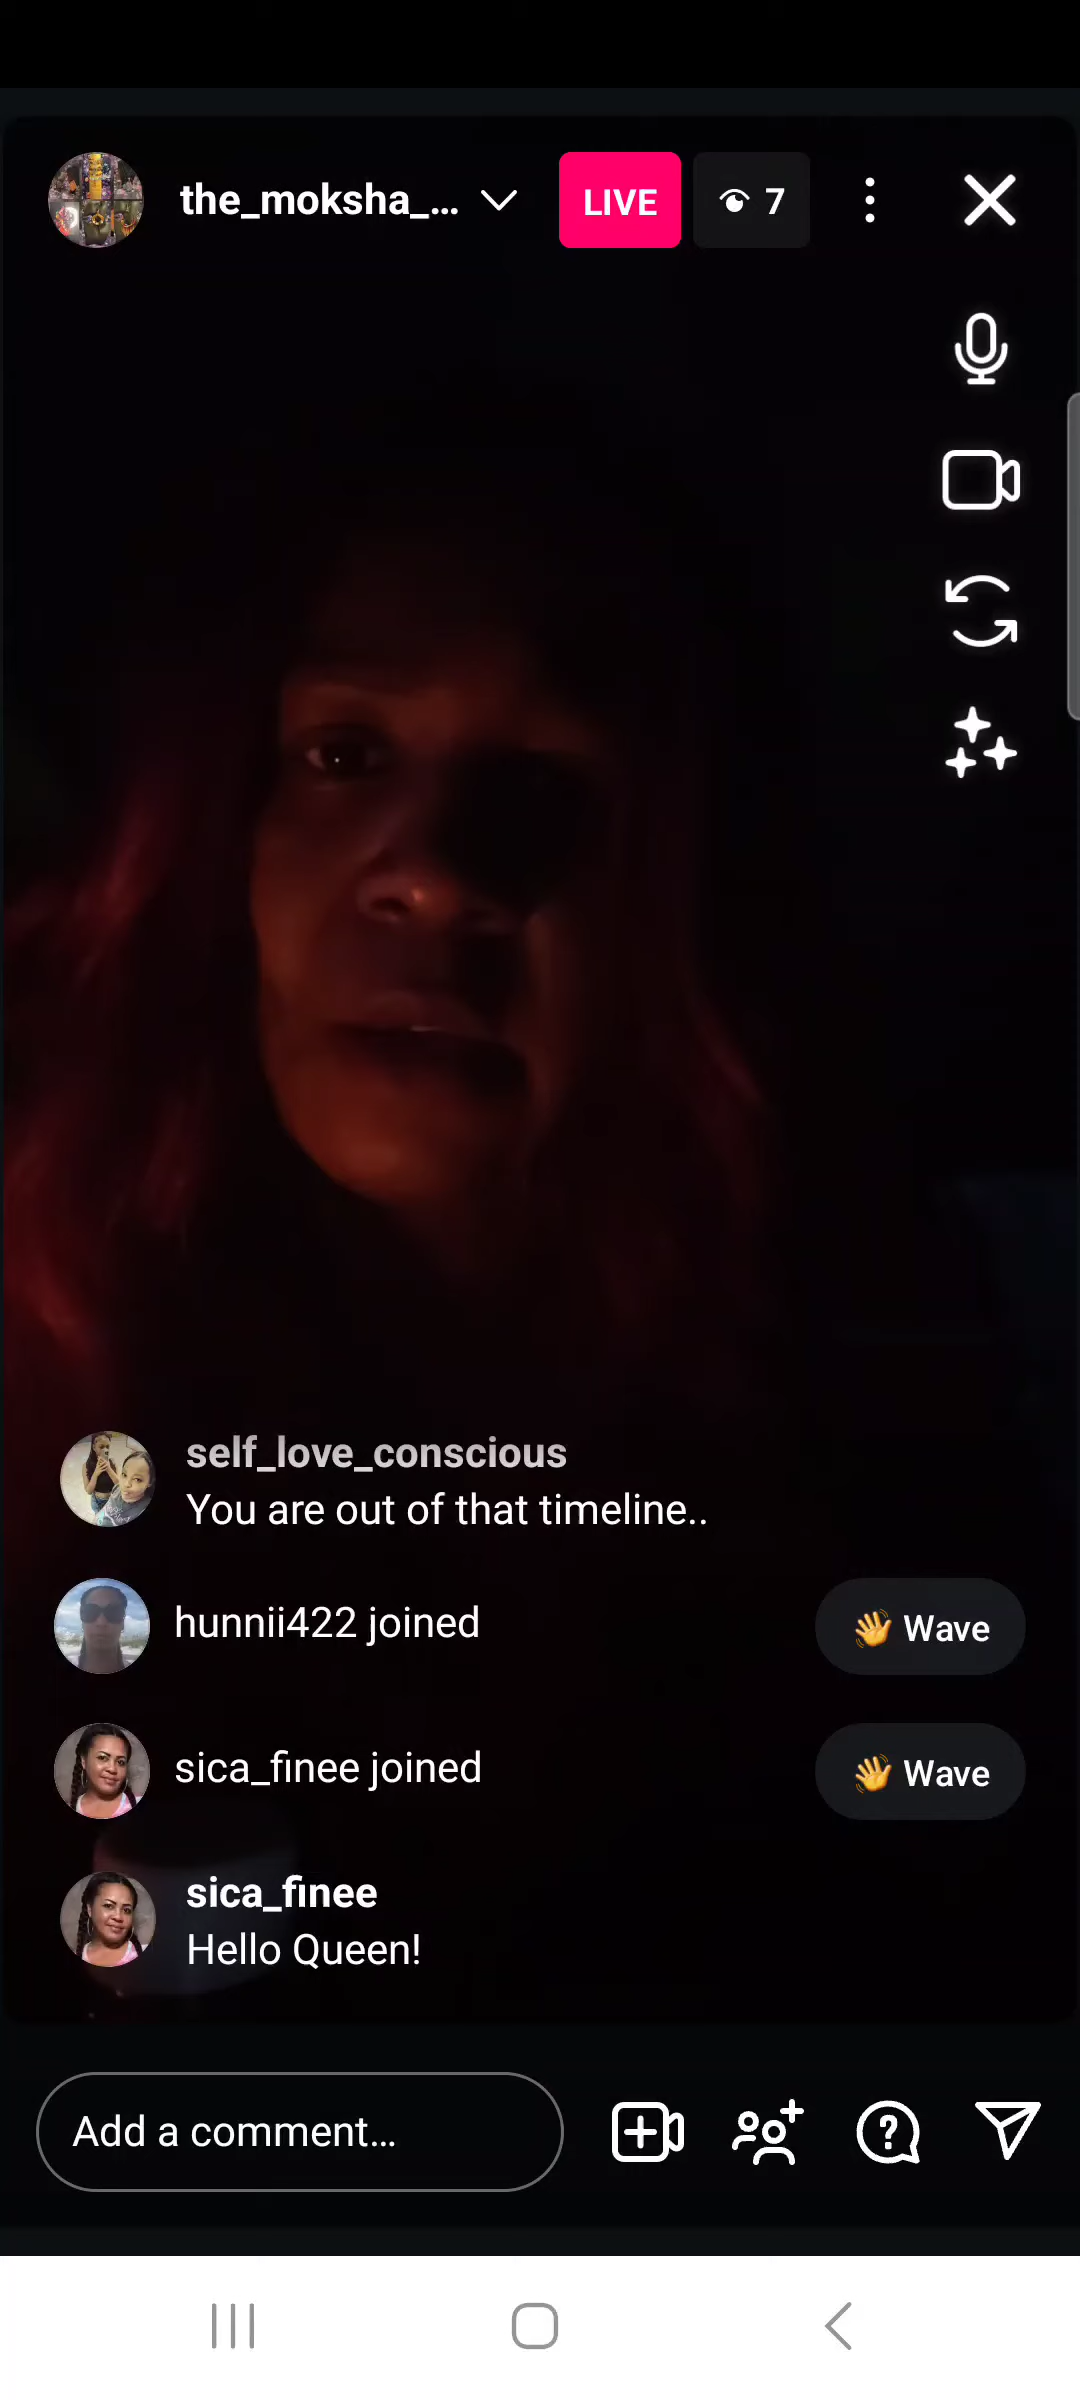 the_moksha_...
LIVE
7
self_love_conscious
You are out of that timeline..
hunnii422 joined
👋 Wave
sica_finee joined
👋 Wave
sica_finee
Hello Queen!
Add a comment...